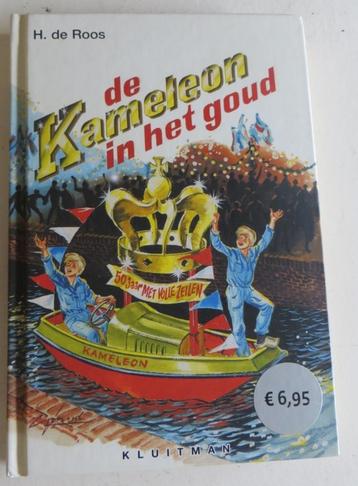 H. de Roos
de
Kameleon
in het goud
50 Jaar MET VOLLE ZEILEN
KAMELEON
€ 6,95
KLUITMAN